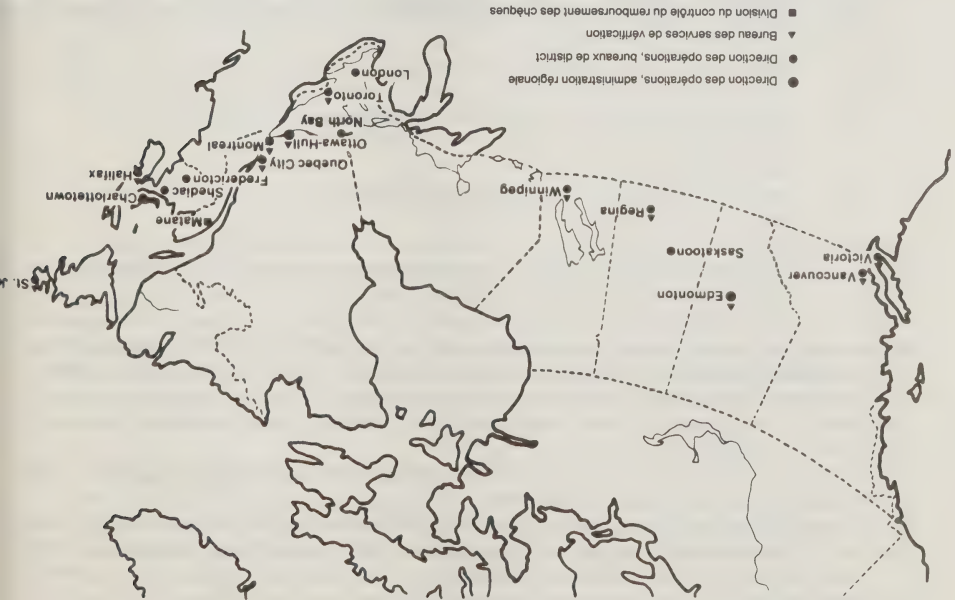 Edmonton
St.
Vancouver
Victoria
Saskatoon
Matane
Regina
Charlottetown
Shediac
Winnipeg
Fredericton
Halifax
Quebec City
Montreal
Ottawa-Hull
North Bay
Toronto
London
Direction des opérations, administration régionale
Direction des opérations, bureaux de district
Bureau des services de vérification
Division du contrôle du remboursement des chèques